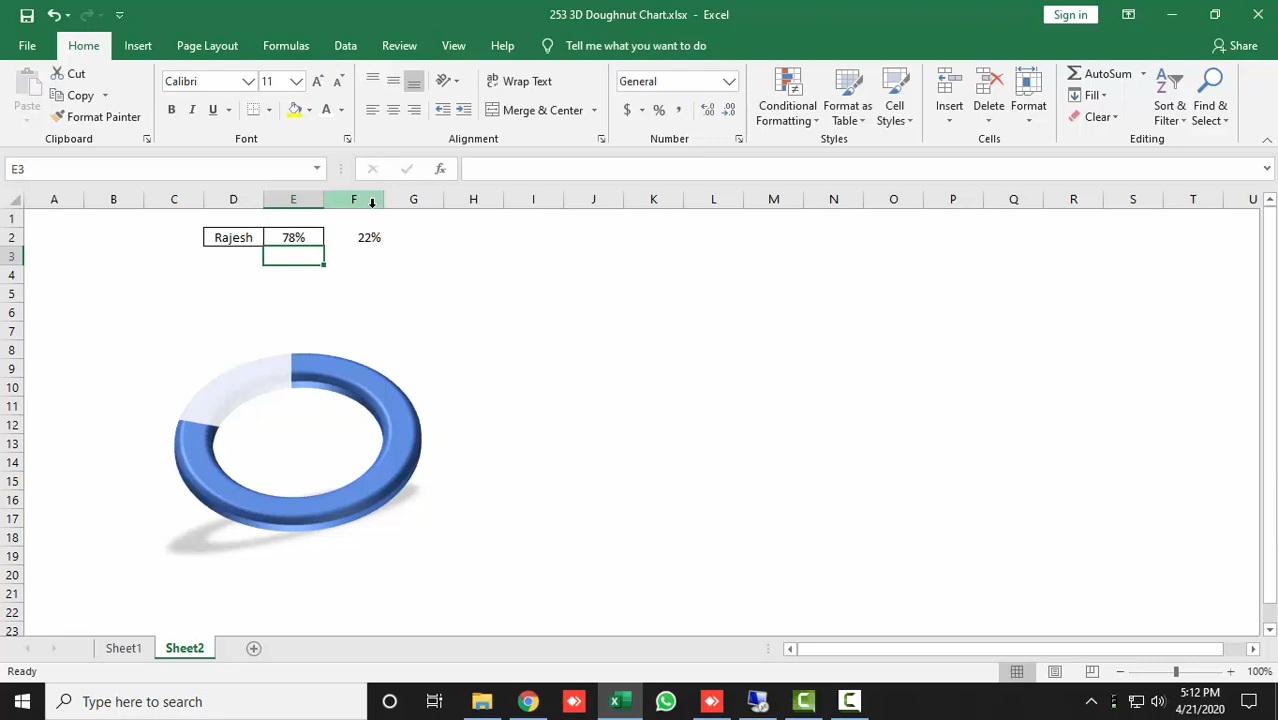 253 3D Doughnut Chart.xlsx - Excel
Sign in
File Home Insert Page Layout Formulas Data Review View Help Tell me what you want to do Share
Paste
Cut
Copy
Format Painter
Clipboard
Calibri 11
B I U
Font
Wrap Text
Merge & Center
Alignment
General
$ % ,
Number
Conditional Formatting
Format as Table
Cell Styles
Styles
Insert
Delete
Format
Cells
AutoSum
Fill
Clear
Sort & Filter
Find & Select
Editing
E3
fx
A B C D E F G H I J K L M N O P Q R S T U
1
2 Rajesh 78% 22%
3
4
5
6
7
8
9
10
11
12
13
14
15
16
17
18
19
20
21
22
23
Sheet1 Sheet2
Ready
100%
Type here to search
5:12 PM
4/21/2020